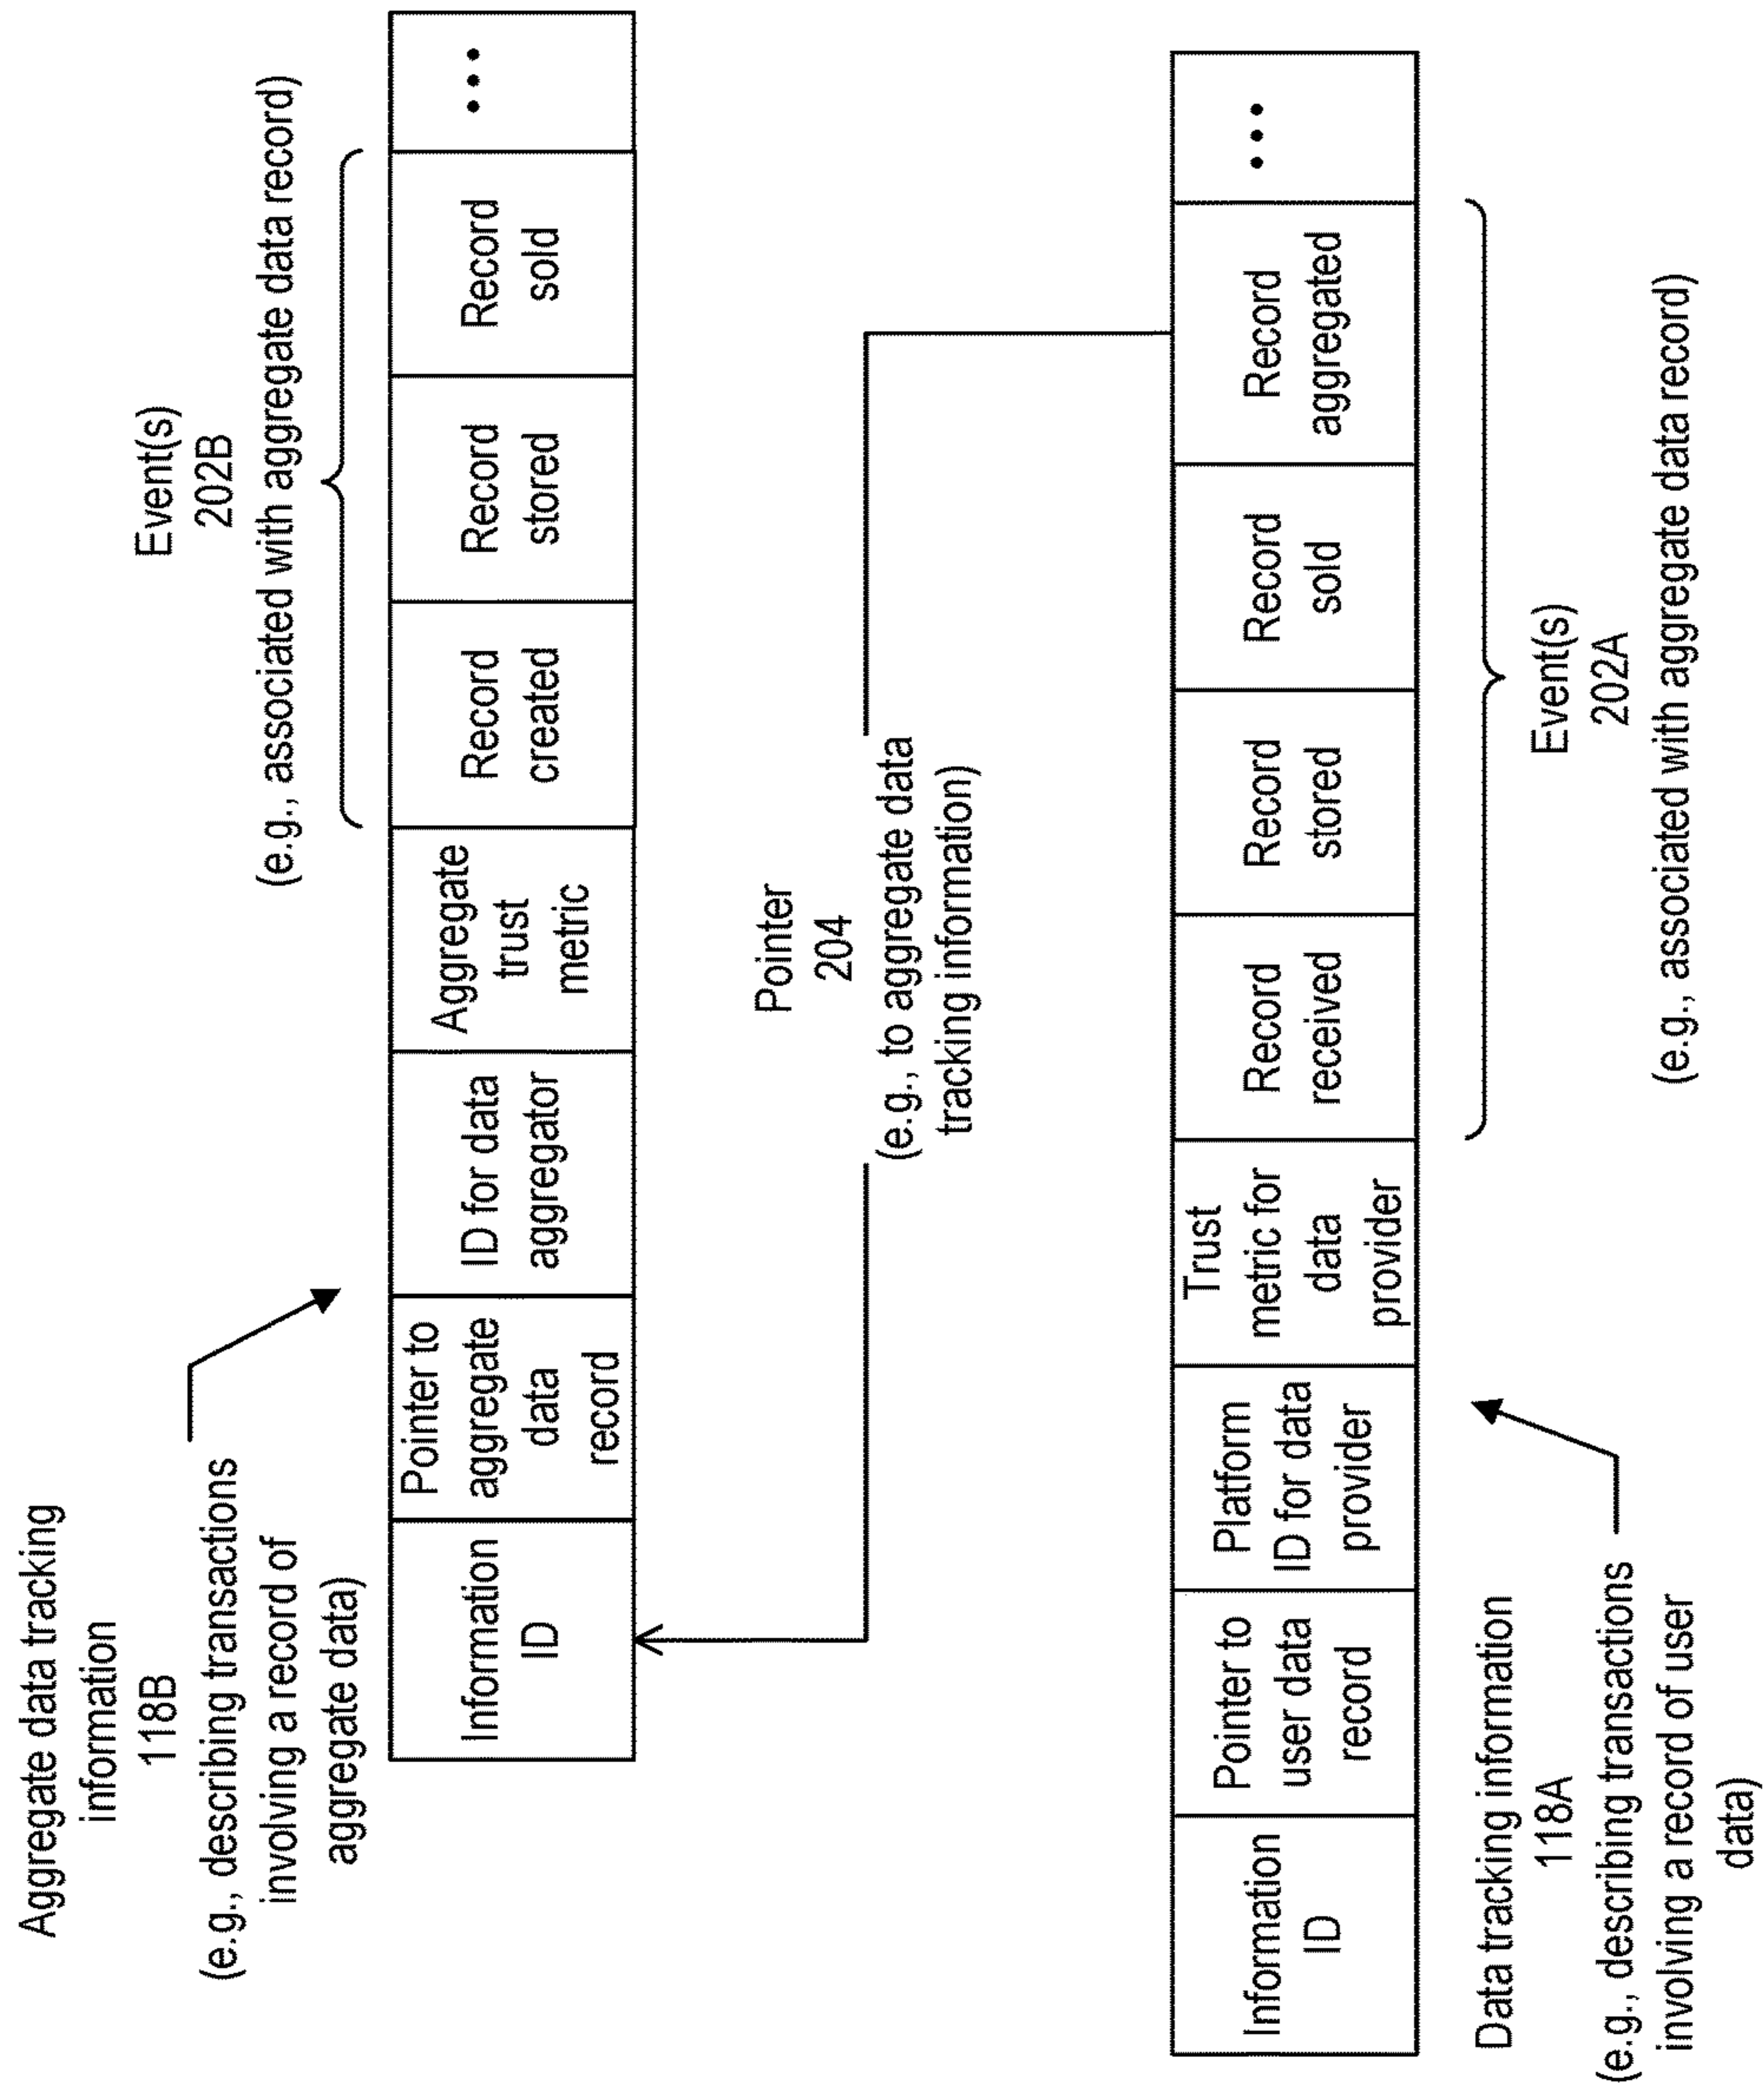 Aggregate data tracking
information
118B
(e.g., describing transactions
involving a record of
aggregate data)
Event(s)
202B
(e.g., associated with aggregate data record)
Information
ID
Pointer to
aggregate
data
record
ID for data
aggregator
Aggregate
trust
metric
Record
created
Record
stored
Record
sold
...
Pointer
204
(e.g., to aggregate data
tracking information)
Information
ID
Pointer to
user data
record
Platform
ID for data
provider
Trust
metric for
data
provider
Record
received
Record
stored
Record
sold
Record
aggregated
...
Data tracking information
118A
(e.g., describing transactions
involving a record of user
data)
Event(s)
202A
(e.g., associated with aggregate data record)